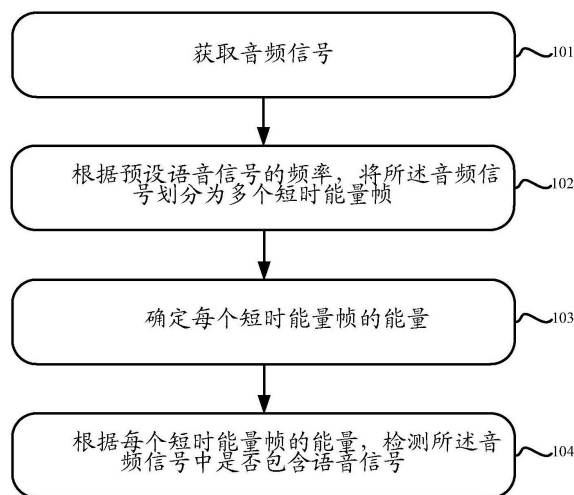 获取音频信号
101
根据预设语音信号的频率，将所述音频信
号划分为多个短时能量帧
102
确定每个短时能量帧的能量
103
根据每个短时能量帧的能量，检测所述音
频信号中是否包含语音信号
104